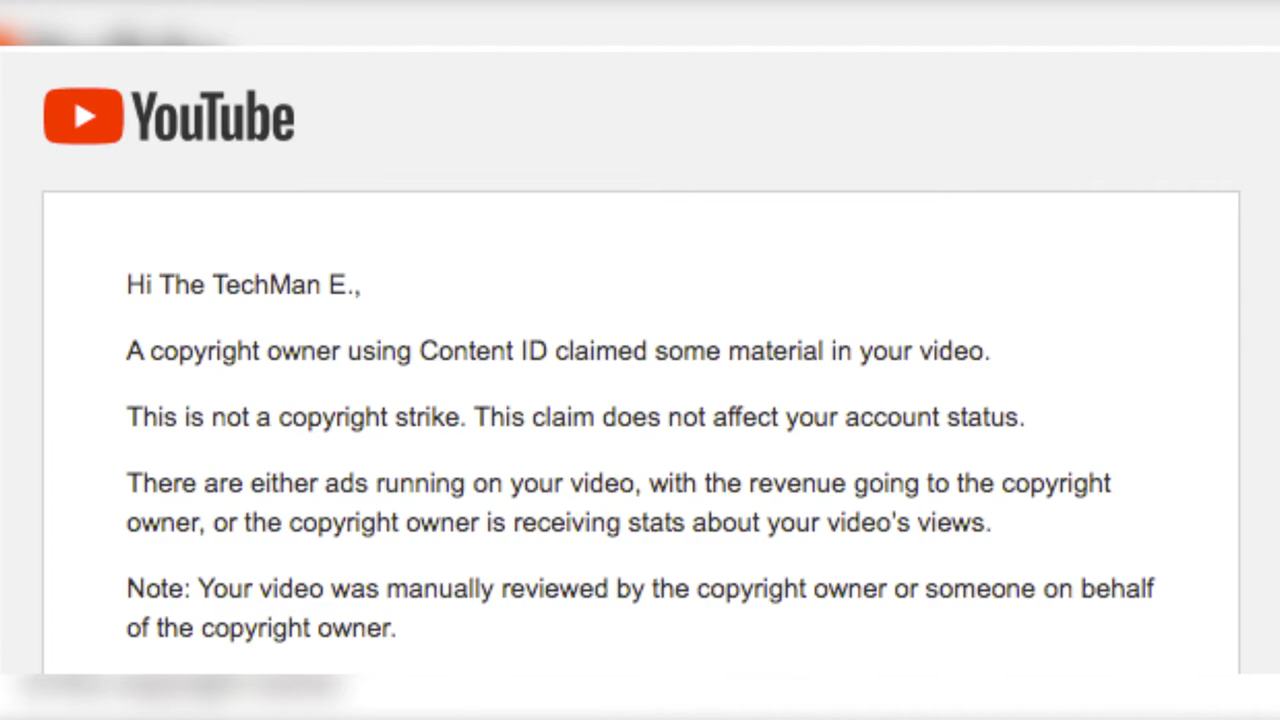 YouTube
Hi The TechMan E.,
A copyright owner using Content ID claimed some material in your video.
This is not a copyright strike. This claim does not affect your account status.
There are either ads running on your video, with the revenue going to the copyright
owner, or the copyright owner is receiving stats about your video's views.
Note: Your video was manually reviewed by the copyright owner or someone on behalf
of the copyright owner.